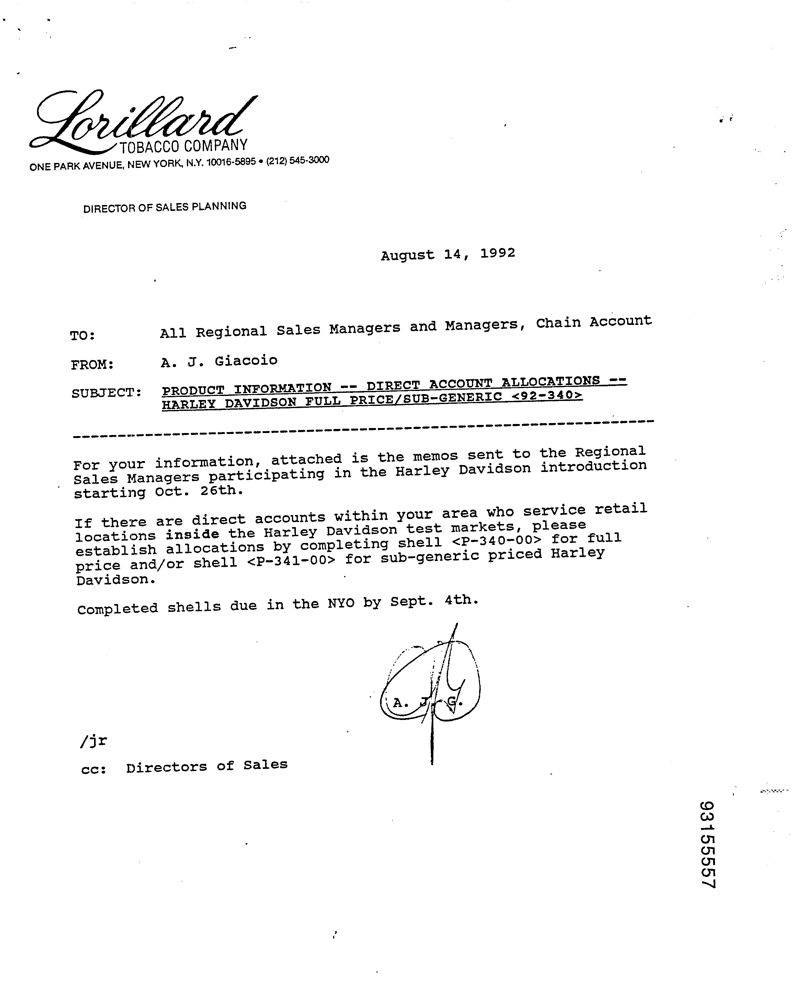 Lorillard
TOBACCO COMPANY
ONE PARK AVENUE, NEW YORK, N.Y. 10016-5895 • (212) 545-3000
DIRECTOR OF SALES PLANNING
August 14, 1992
TO: All Regional Sales Managers and Managers, Chain Account
FROM: A. J. Giacoio
SUBJECT: PRODUCT INFORMATION -- DIRECT ACCOUNT ALLOCATIONS --
HARLEY DAVIDSON FULL PRICE/SUB-GENERIC <92-340>
For your information, attached is the memos sent to the Regional
Sales Managers participating in the Harley Davidson introduction
starting Oct. 26th.
If there are direct accounts within your area who service retail
locations inside the Harley Davidson test markets, please
establish allocations by completing shell <P-340-00> for full
price and/or shell <P-341-00> for sub-generic priced Harley
Davidson.
Completed shells due in the NYO by Sept. 4th.
A. J. G.
/jr
cc: Directors of Sales
93155557